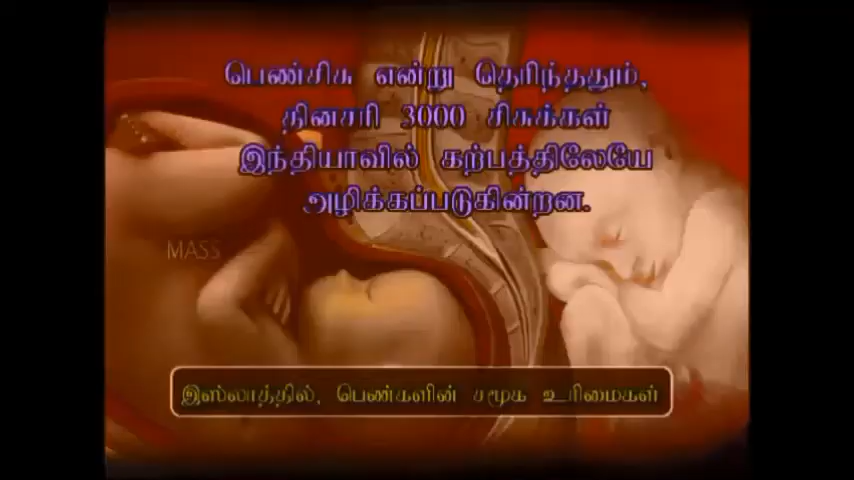 பெண்சிசு என்று தெரிந்ததும்,
தினசரி 3000 சிசுக்கள்
இந்தியாவில் கற்பத்திலேயே
அழிக்கப்படுகின்றன.
MASS
இஸ்லாத்தில், பெண்களின் சமூக உரிமைகள்